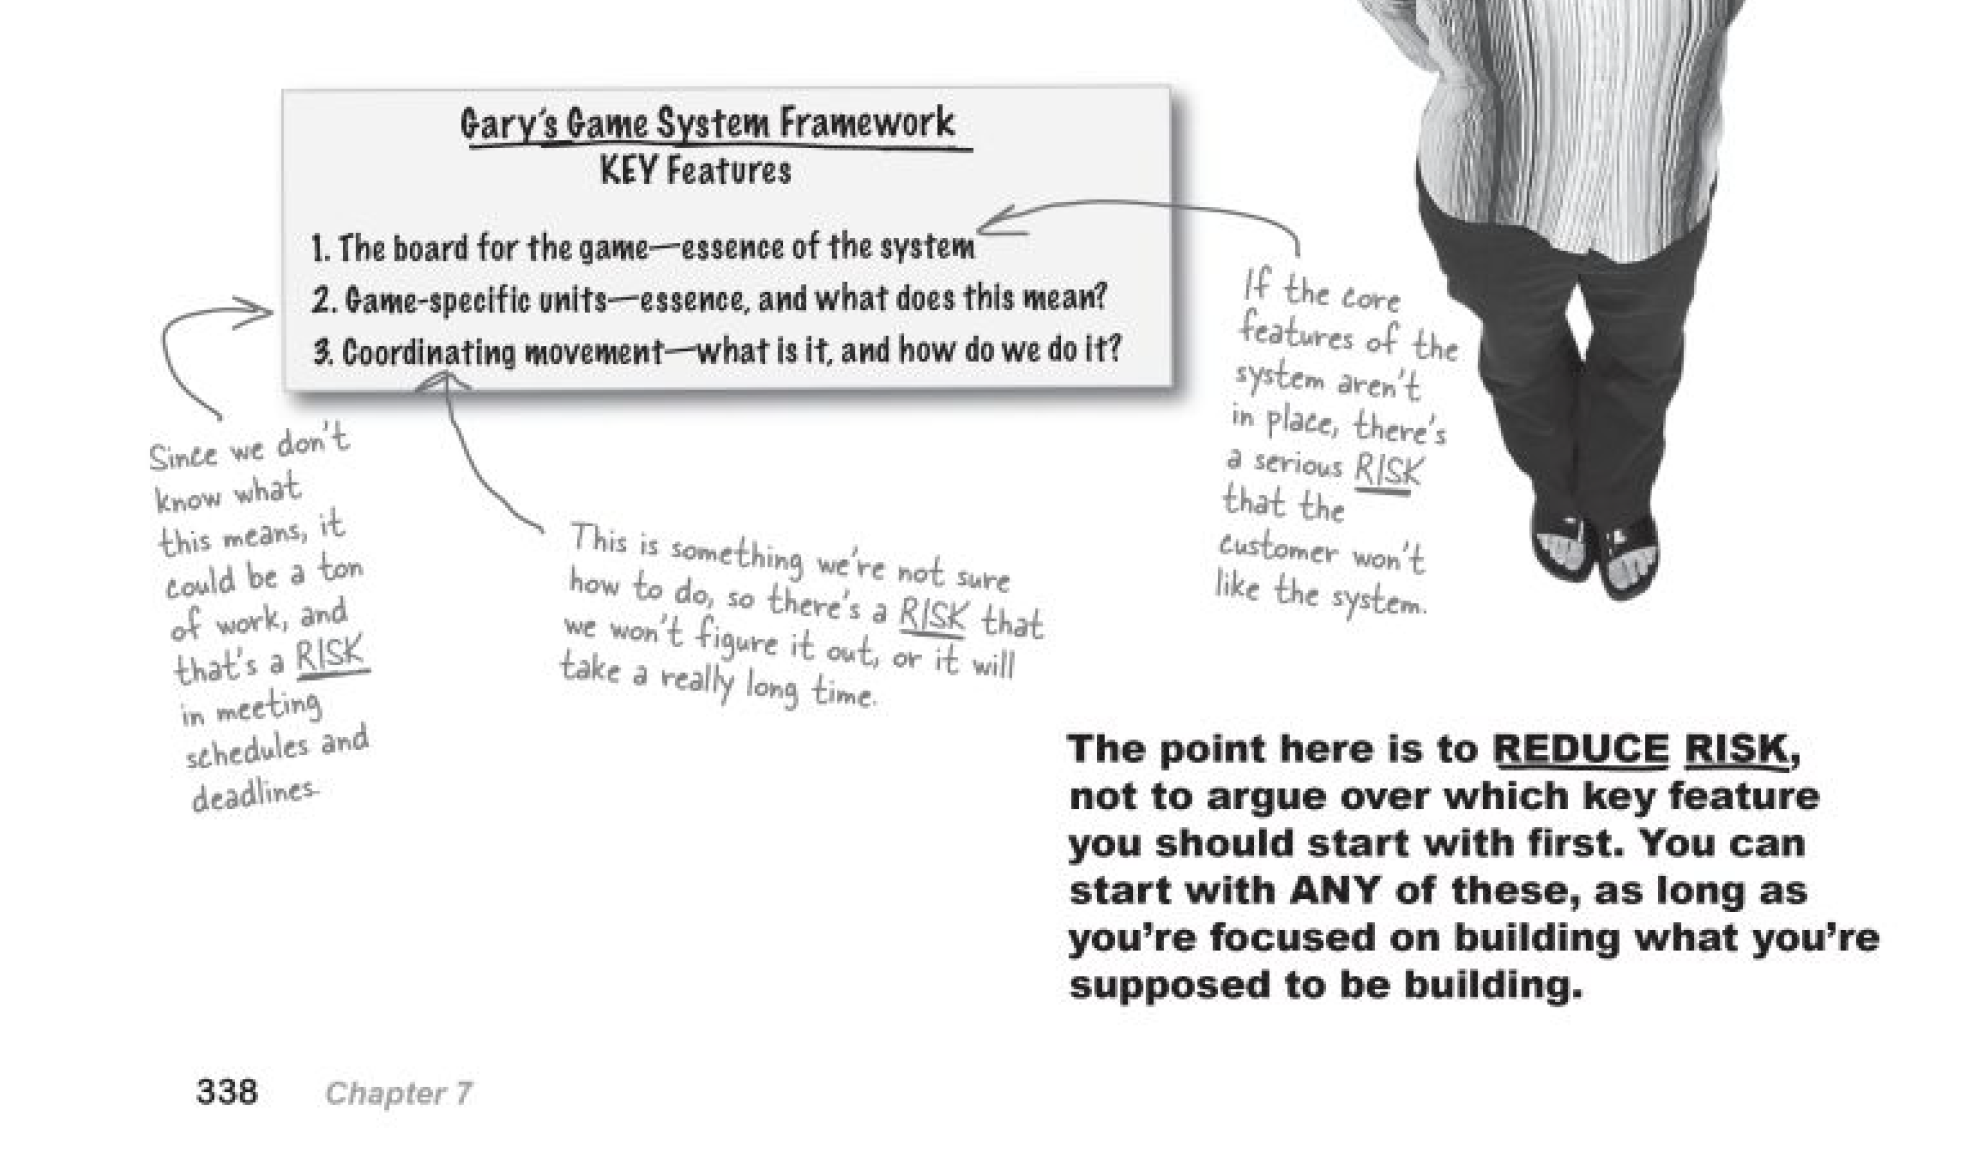 Gary's Game System Framework
KEY Features
1. The board for the game—essence of the system
2. Game-specific units—essence, and what does this mean?
3. Coordinating movement—what is it, and how do we do it?
If the core
features of the
system aren't
in place, there's
a serious RISK
that the
customer won't
like the system.
Since we don't
know what
this means, it
could be a ton
of work, and
that's a RISK
in meeting
schedules and
deadlines.
This is something we're not sure
how to do, so there's a RISK that
we won't figure it out, or it will
take a really long time.
The point here is to REDUCE RISK,
not to argue over which key feature
you should start with first. You can
start with ANY of these, as long as
you're focused on building what you're
supposed to be building.
338 Chapter 7